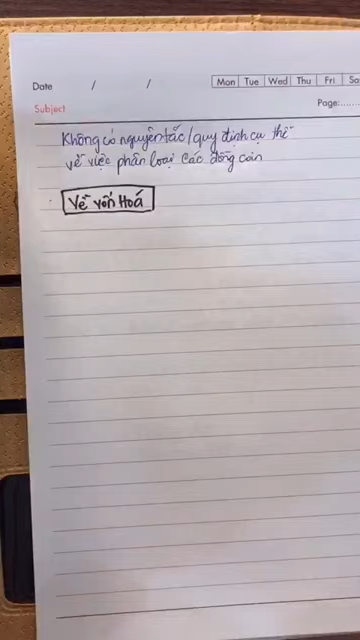 Date / /
Mon Tue Wed Thu Fri Sa
Subject
Page:......
Không có nguyên tắc/quy định cụ thể
về việc phân loại các đồng coin
Về vốn Hoá